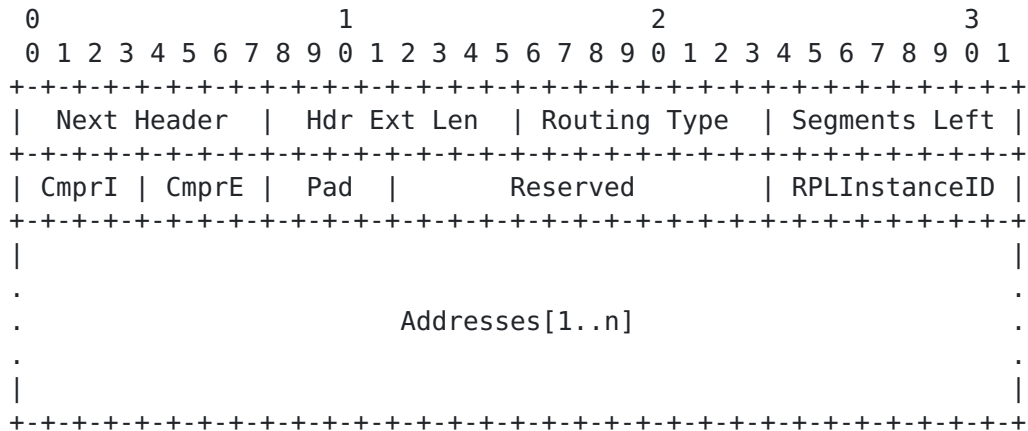 0                   1                   2                   3
 0 1 2 3 4 5 6 7 8 9 0 1 2 3 4 5 6 7 8 9 0 1 2 3 4 5 6 7 8 9 0 1
+-+-+-+-+-+-+-+-+-+-+-+-+-+-+-+-+-+-+-+-+-+-+-+-+-+-+-+-+-+-+-+-+
|  Next Header  |  Hdr Ext Len  | Routing Type  | Segments Left |
+-+-+-+-+-+-+-+-+-+-+-+-+-+-+-+-+-+-+-+-+-+-+-+-+-+-+-+-+-+-+-+-+
| CmprI | CmprE |  Pad  |       Reserved        | RPLInstanceID |
+-+-+-+-+-+-+-+-+-+-+-+-+-+-+-+-+-+-+-+-+-+-+-+-+-+-+-+-+-+-+-+-+
|                                                               |
.                                                               .
.                        Addresses[1..n]                        .
.                                                               .
|                                                               |
+-+-+-+-+-+-+-+-+-+-+-+-+-+-+-+-+-+-+-+-+-+-+-+-+-+-+-+-+-+-+-+-+